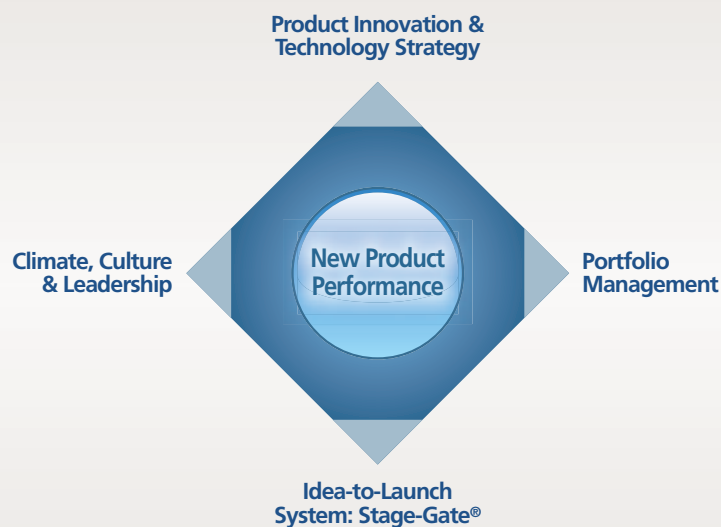 Product Innovation &
Technology Strategy
Climate, Culture
& Leadership
New Product
Performance
Portfolio
Management
Idea-to-Launch
System: Stage-Gate®